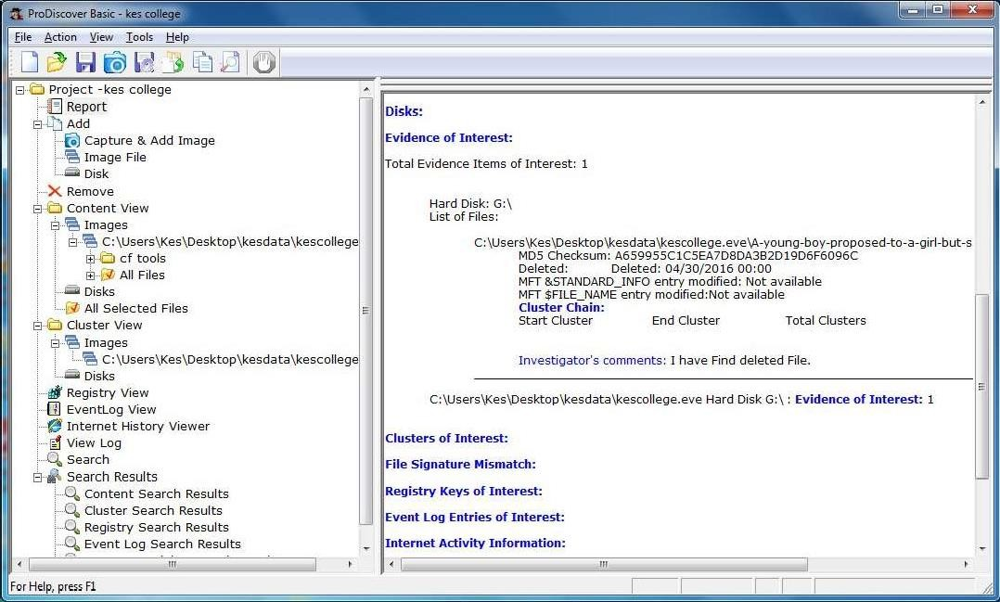 ProDiscover Basic - kes college
File Action View Tools Help
Project -kes college
Report
Add
Capture & Add Image
Image File
Disk
Remove
Content View
Images
C:\Users\Kes\Desktop\kesdata\kescollege
cf tools
All Files
Disks
All Selected Files
Cluster View
Images
C:\Users\Kes\Desktop\kesdata\kescollege
Disks
Registry View
EventLog View
Internet History Viewer
View Log
Search
Search Results
Content Search Results
Cluster Search Results
Registry Search Results
Event Log Search Results
Disks:
Evidence of Interest:
Total Evidence Items of Interest: 1
Hard Disk: G:\
List of Files:
C:\Users\Kes\Desktop\kesdata\kescollege.eve\A-young-boy-proposed-to-a-girl-but-s
MD5 Checksum: A659955C1C5EA7D8DA3B2D19D6F6096C
Deleted: Deleted: 04/30/2016 00:00
MFT &STANDARD_INFO entry modified: Not available
MFT $FILE_NAME entry modified:Not available
Cluster Chain:
Start Cluster End Cluster Total Clusters
Investigator's comments: I have Find deleted File.
C:\Users\Kes\Desktop\kesdata\kescollege.eve Hard Disk G:\ : Evidence of Interest: 1
Clusters of Interest:
File Signature Mismatch:
Registry Keys of Interest:
Event Log Entries of Interest:
Internet Activity Information:
For Help, press F1